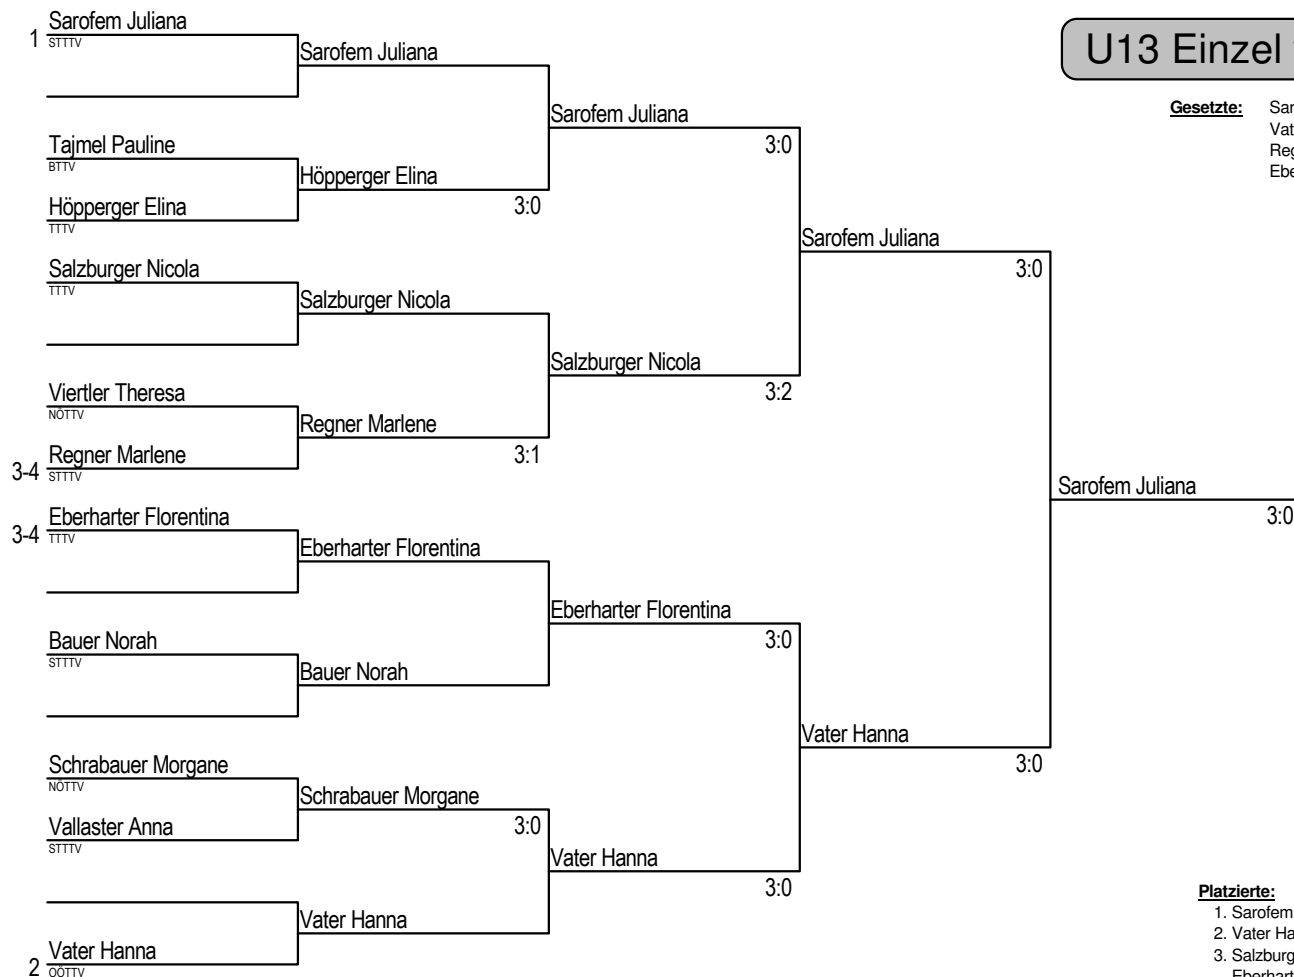 U13 Einzel
Gesetzte:
1 Sarofem Juliana
STTTV
Tajmel Pauline
BTTV
Höpperger Elina
TTTV
Salzburger Nicola
TTTV
Viertler Theresa
NÖTTV
3-4 Regner Marlene
STTTV
3-4 Eberharter Florentina
TTTV
Bauer Norah
STTTV
Schrabauer Morgane
NÖTTV
Vallaster Anna
STTTV
2 Vater Hanna
OÖTTV
Sarofem Juliana
Höpperger Elina
3:0
Salzburger Nicola
Regner Marlene
3:1
Eberharter Florentina
Bauer Norah
Schrabauer Morgane
3:0
Vater Hanna
Sarofem Juliana
3:0
Salzburger Nicola
3:2
Eberharter Florentina
3:0
Vater Hanna
3:0
Sarofem Juliana
3:0
Vater Hanna
3:0
Sarofem Juliana
3:0
Platzierte:
1. Sarofem
2. Vater Ha
3. Salzburg